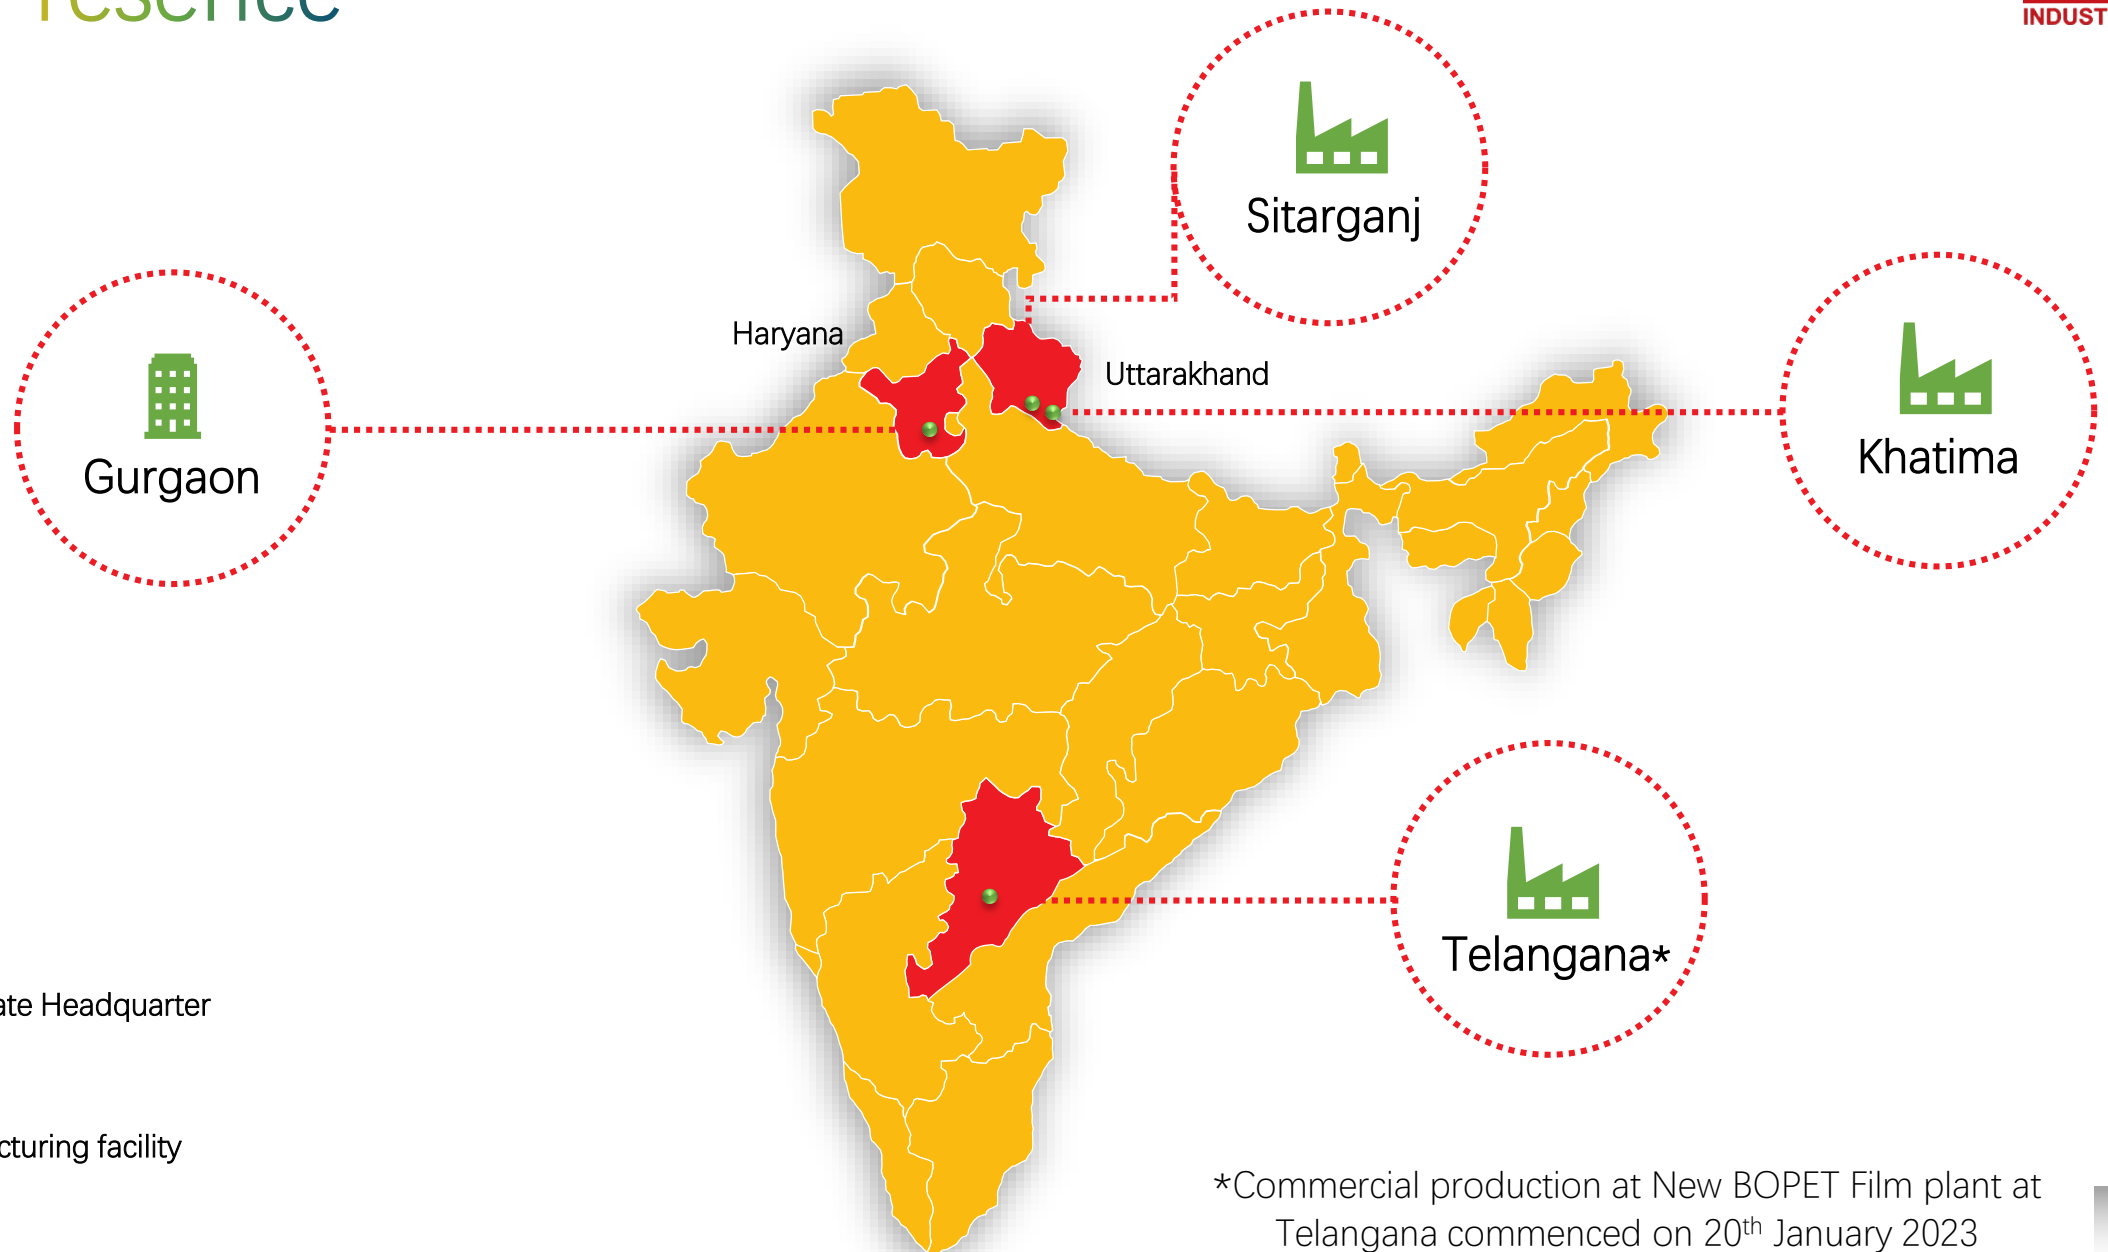 resence
INDUST
Sitarganj
Haryana
Uttarakhand
Gurgaon
Khatima
Telangana*
ate Headquarter
cturing facility
*Commercial production at New BOPET Film plant at
Telangana commenced on 20th January 2023